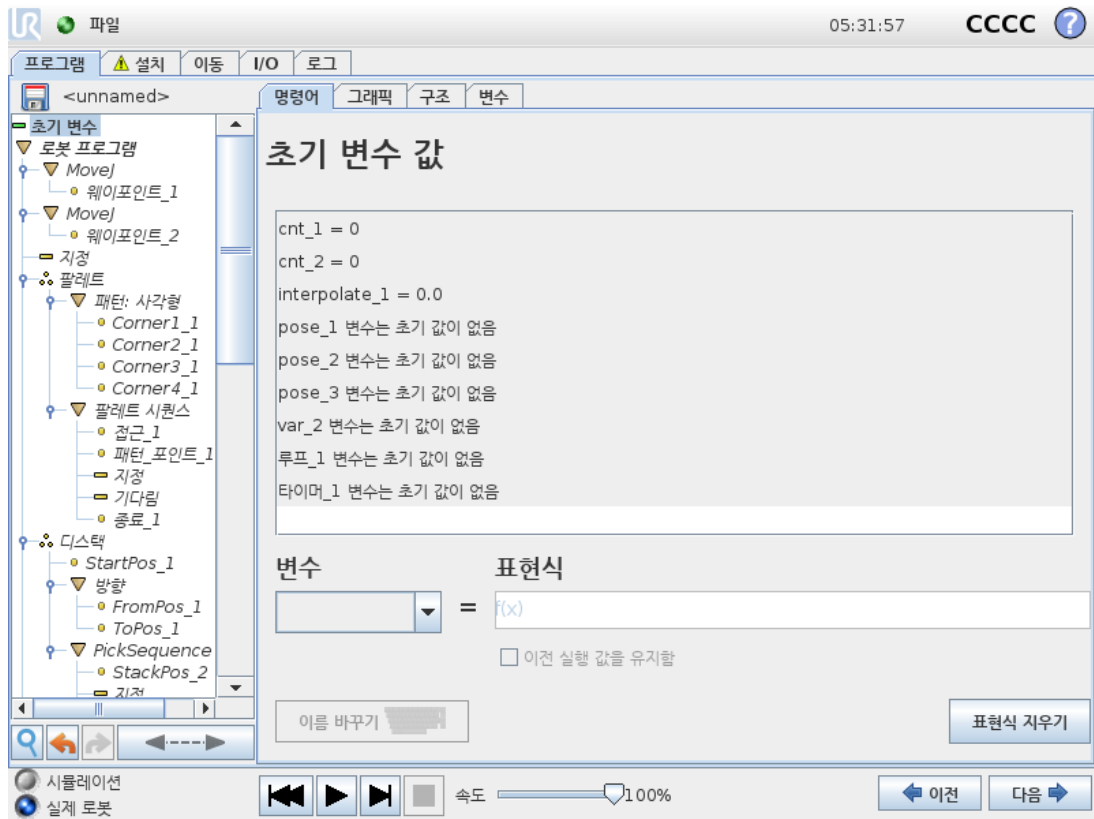 UR 파일 05:31:57 CCCC ?
프로그램 설치 이동 I/O 로그
<unnamed> 명령어 그래픽 구조 변수
초기 변수
로봇 프로그램
MoveJ
웨이포인트_1
MoveJ
웨이포인트_2
지정
팔레트
패턴: 사각형
Corner1_1
Corner2_1
Corner3_1
Corner4_1
팔레트 시퀀스
접근_1
패턴_포인트_1
지정
기다림
종료_1
디스택
StartPos_1
방향
FromPos_1
ToPos_1
PickSequence
StackPos_2
지정
초기 변수 값
cnt_1 = 0
cnt_2 = 0
interpolate_1 = 0.0
pose_1 변수는 초기 값이 없음
pose_2 변수는 초기 값이 없음
pose_3 변수는 초기 값이 없음
var_2 변수는 초기 값이 없음
루프_1 변수는 초기 값이 없음
타이머_1 변수는 초기 값이 없음
변수 표현식
= f(x)
이전 실행 값을 유지함
이름 바꾸기 표현식 지우기
시뮬레이션
실제 로봇
속도 100% 이전 다음